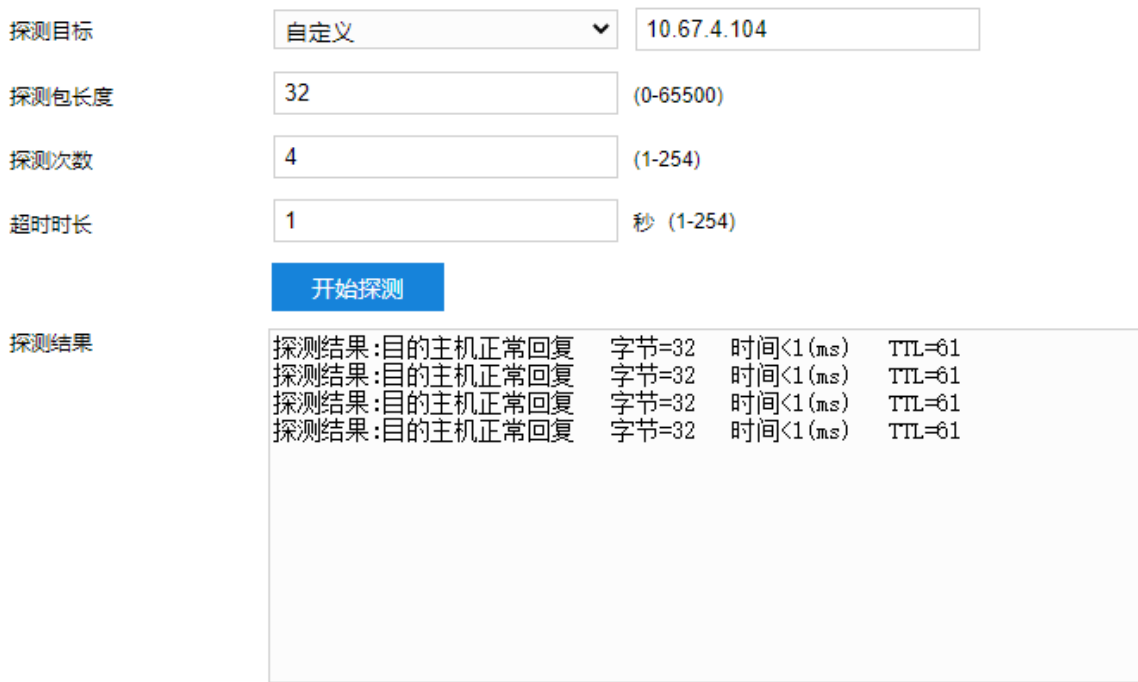 探测目标 自定义 10.67.4.104
探测包长度 32 (0-65500)
探测次数 4 (1-254)
超时时长 1 秒 (1-254)
开始探测
探测结果
探测结果:目的主机正常回复 字节=32 时间<1(ms) TTL=61
探测结果:目的主机正常回复 字节=32 时间<1(ms) TTL=61
探测结果:目的主机正常回复 字节=32 时间<1(ms) TTL=61
探测结果:目的主机正常回复 字节=32 时间<1(ms) TTL=61